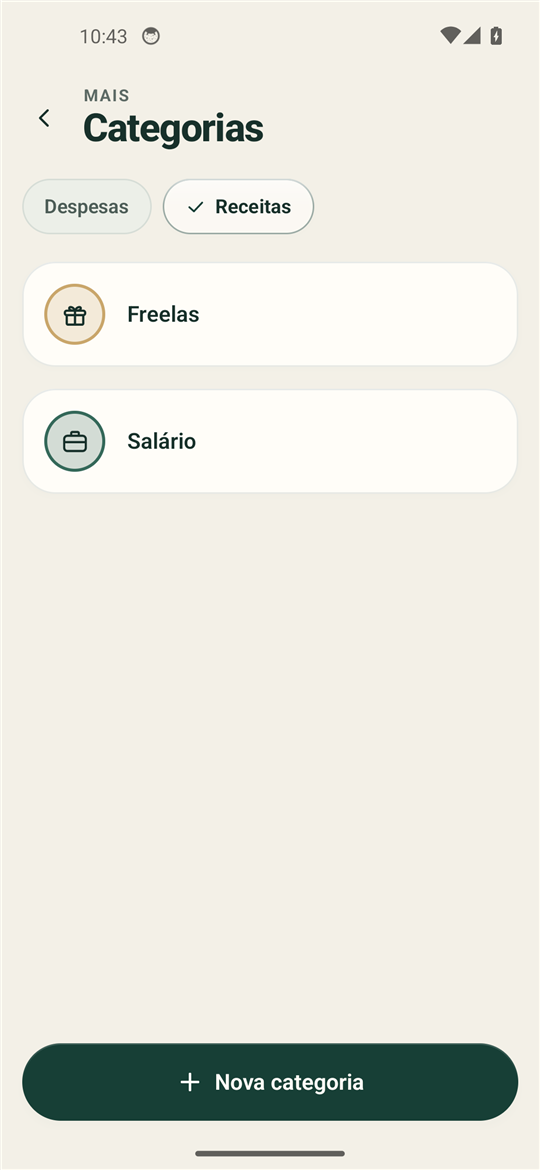 10:43
MAIS
Categorias
Despesas
Receitas
Freelas
Salário
Nova categoria